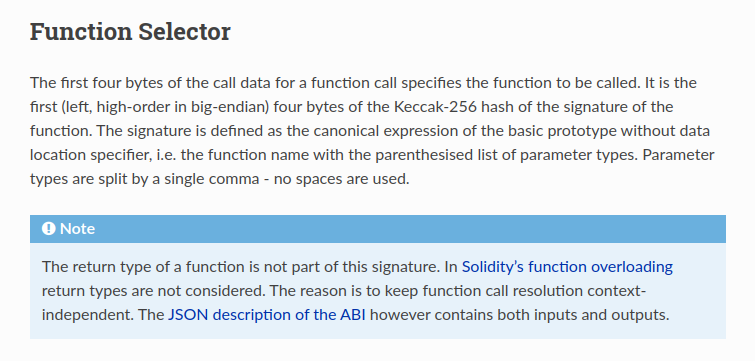 Function Selector
The first four bytes of the call data for a function call specifies the function to be called. It is the
first (left, high-order in big-endian) four bytes of the Keccak-256 hash of the signature of the
function. The signature is defined as the canonical expression of the basic prototype without data
location specifier, i.e. the function name with the parenthesised list of parameter types. Parameter
types are split by a single comma - no spaces are used.
Note
The return type of a function is not part of this signature. In Solidity's function overloading
return types are not considered. The reason is to keep function call resolution context-
independent. The JSON description of the ABI however contains both inputs and outputs.